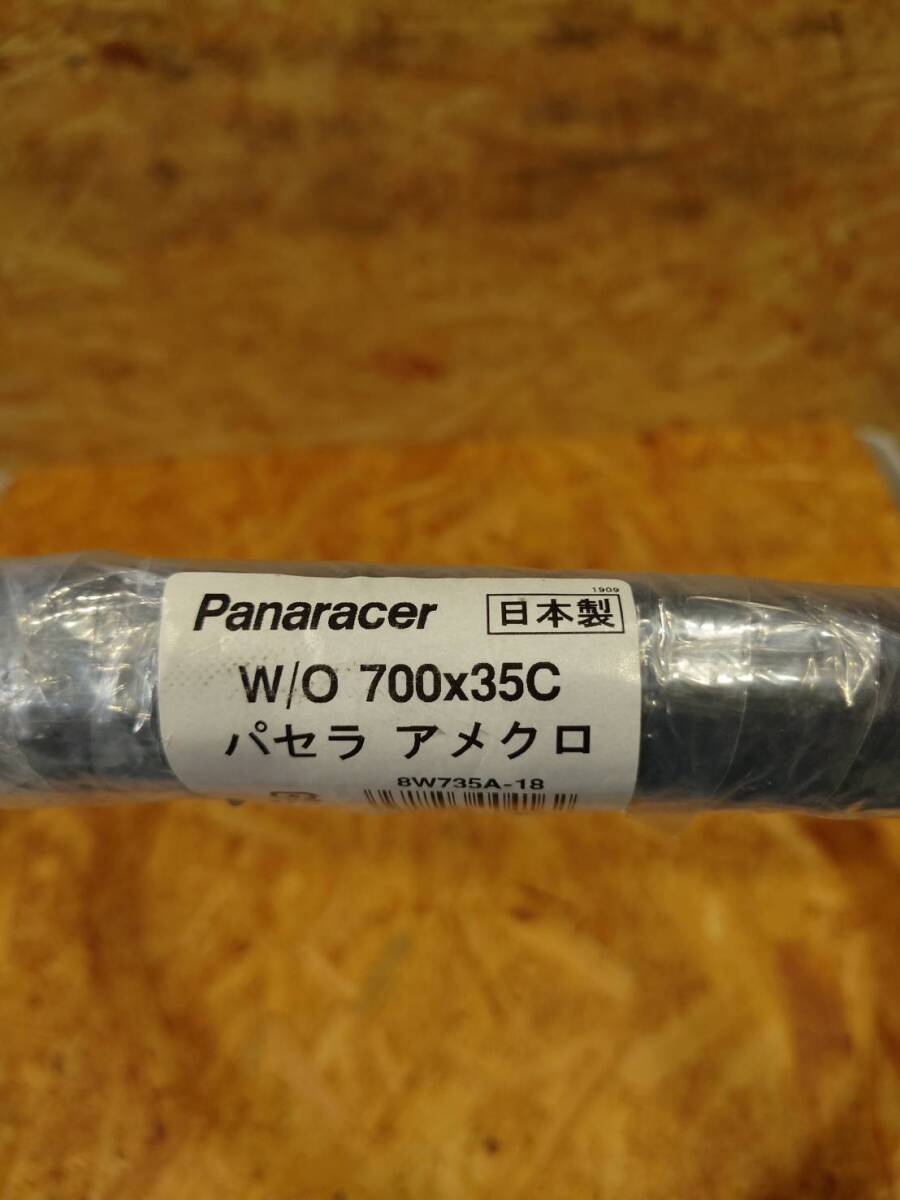 1909
Panaracer 日本製
W/O 700x35C
パセラ アメクロ
8W735A-18